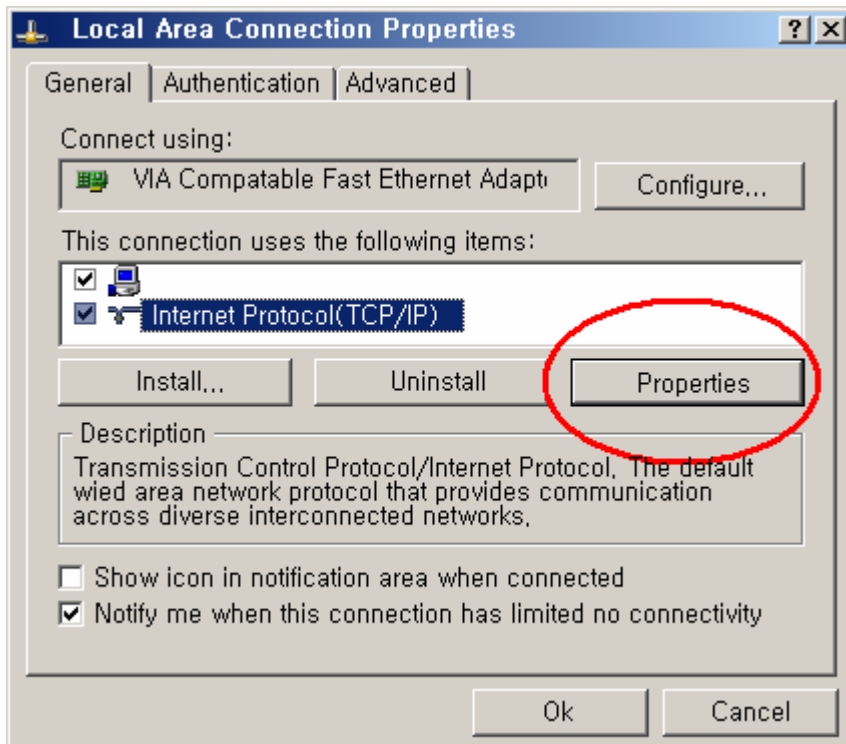 Local Area Connection Properties
General Authentication Advanced
Connect using:
VIA Compatable Fast Ethernet Adapt
Configure...
This connection uses the following items:
Internet Protocol(TCP/IP)
Install... Uninstall Properties
Description
Transmission Control Protocol/Internet Protocol. The default
wied area network protocol that provides communication
across diverse interconnected networks.
Show icon in notification area when connected
Notify me when this connection has limited no connectivity
Ok Cancel